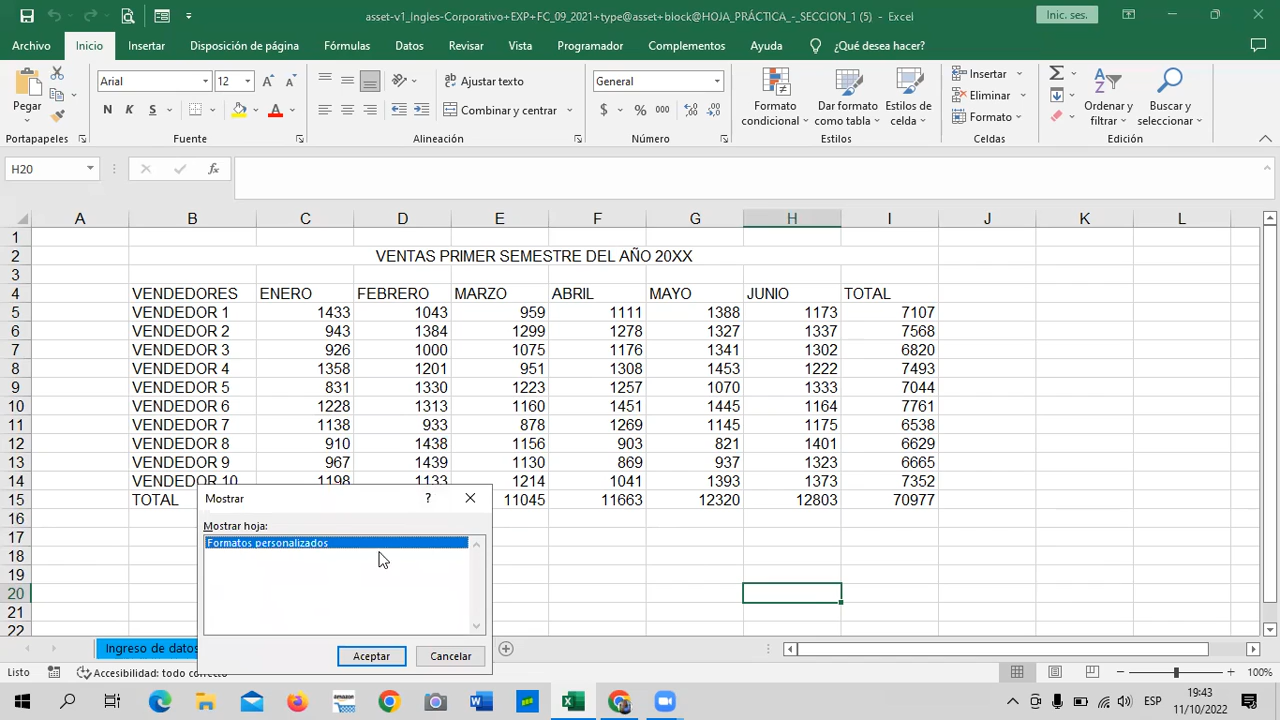 asset-v1_Ingles-Corporativo+EXP+FC_09_2021+type@asset+block@HOJA_PRÁCTICA_-_SECCION_1 (5) - Excel
Inic. ses.
Archivo Inicio Insertar Disposición de página Fórmulas Datos Revisar Vista Programador Complementos Ayuda ¿Qué desea hacer?
Pegar
Arial 12
N K S
Ajustar texto
Combinar y centrar
General
$ % 000
Formato condicional
Dar formato como tabla
Estilos de celda
Insertar
Eliminar
Formato
Ordenar y filtrar
Buscar y seleccionar
Portapapeles Fuente Alineación Número Estilos Celdas Edición
H20 fx
A B C D E F G H I J K L
1
2 VENTAS PRIMER SEMESTRE DEL AÑO 20XX
3
4 VENDEDORES ENERO FEBRERO MARZO ABRIL MAYO JUNIO TOTAL
5 VENDEDOR 1 1433 1043 959 1111 1388 1173 7107
6 VENDEDOR 2 943 1384 1299 1278 1327 1337 7568
7 VENDEDOR 3 926 1000 1075 1176 1341 1302 6820
8 VENDEDOR 4 1358 1201 951 1308 1453 1222 7493
9 VENDEDOR 5 831 1330 1223 1257 1070 1333 7044
10 VENDEDOR 6 1228 1313 1160 1451 1445 1164 7761
11 VENDEDOR 7 1138 933 878 1269 1145 1175 6538
12 VENDEDOR 8 910 1438 1156 903 821 1401 6629
13 VENDEDOR 9 967 1439 1130 869 937 1323 6665
14 VENDEDOR 10 1198 1133 1214 1041 1393 1373 7352
15 TOTAL 11045 11663 12320 12803 70977
16
17
18
19
20
21
22
Mostrar ?
Mostrar hoja:
Formatos personalizados
Aceptar Cancelar
Ingreso de datos
Listo Accesibilidad: todo correcto 100%
ESP
19:43
11/10/2022